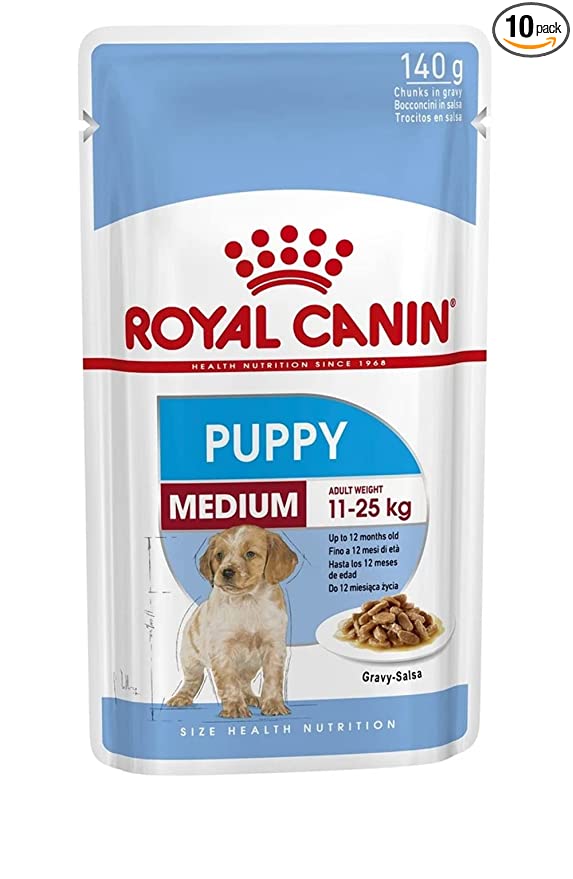 10 pack
140 g
Chunks in gravy
Bocconcini in salsa
Trocitos en salsa
ROYAL CANIN®
HEALTH NUTRITION SINCE 1968
PUPPY
MEDIUM
ADULT WEIGHT
11-25 kg
Up to 12 months old
Fino a 12 mesi di età
Hasta los 12 meses
de edad
Do 12 miesiąca życia
Gravy-Salsa
SIZE HEALTH NUTRITION